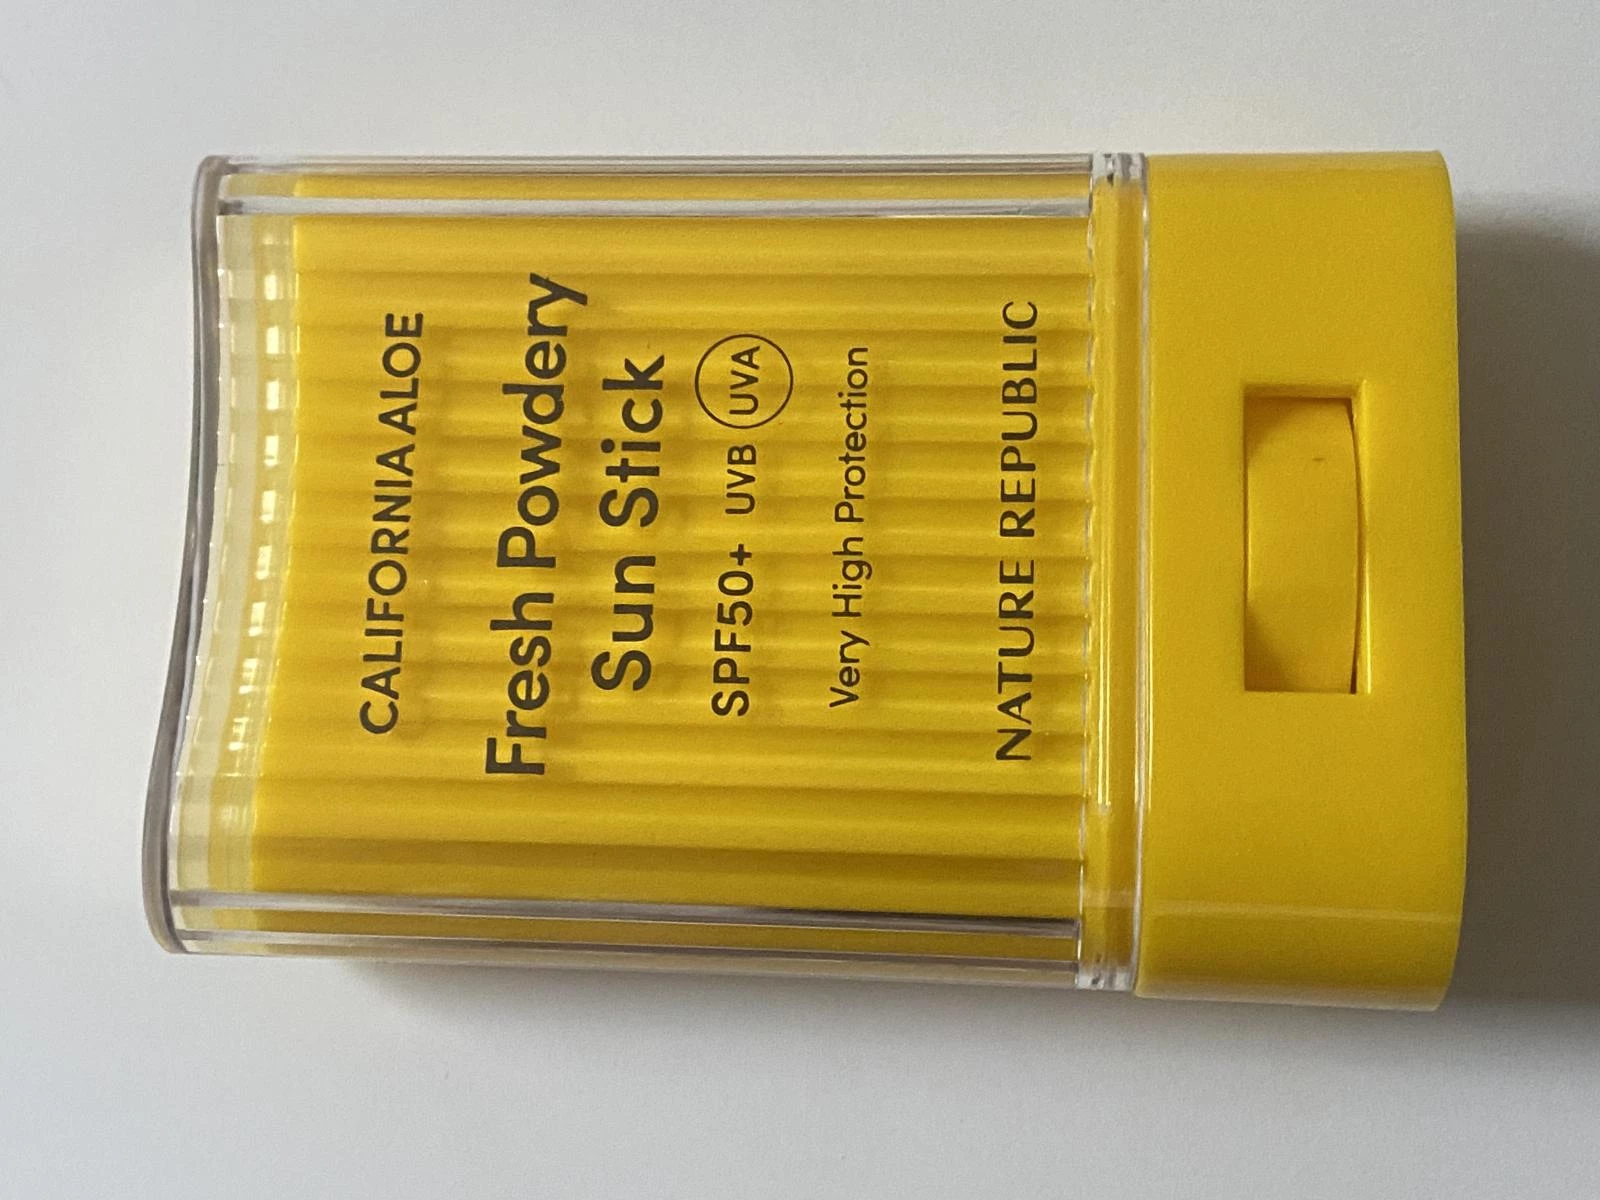 CALIFORNIA ALOE
Fresh Powdery
Sun Stick
SPF50+ UVB UVA
Very High Protection
NATURE REPUBLIC